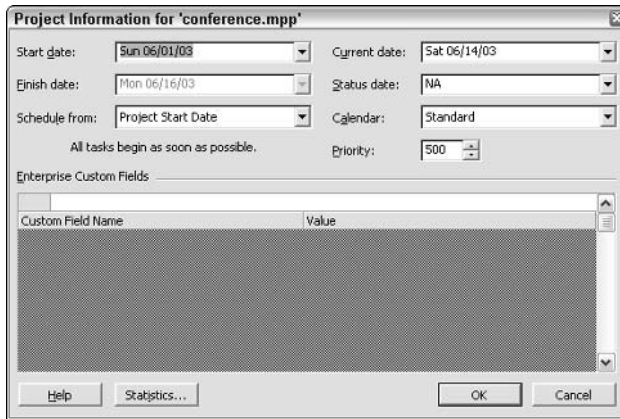 Project Information for 'conference.mpp'
Start date: Sun 06/01/03 Current date: Sat 06/14/03
Finish date: Mon 06/16/03 Status date: NA
Schedule from: Project Start Date Calendar: Standard
All tasks begin as soon as possible. Priority: 500
Enterprise Custom Fields
Custom Field Name Value
Help Statistics... OK Cancel